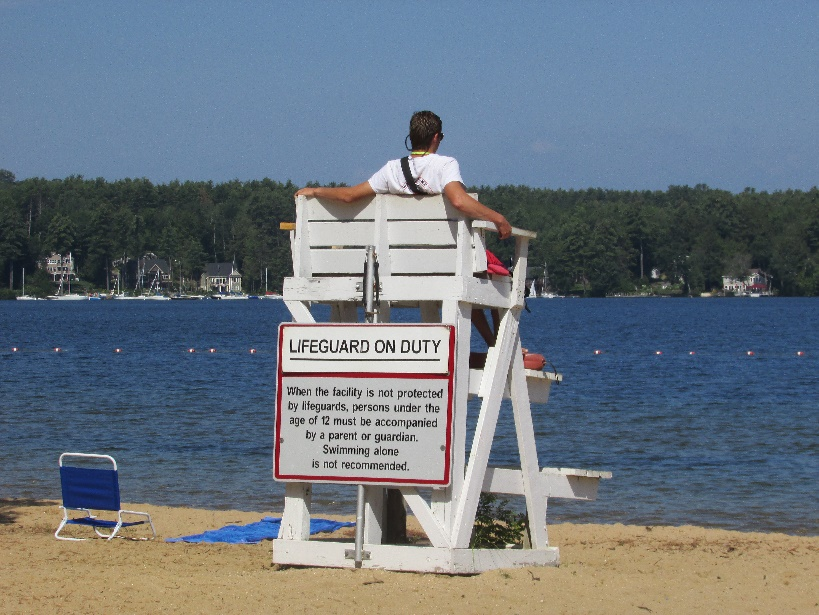 LIFEGUARD ON DUTY
When the facility is not protected
by lifeguards, persons under the
age of 12 must be accompanied
by a parent or guardian.
Swimming alone
is not recommended.